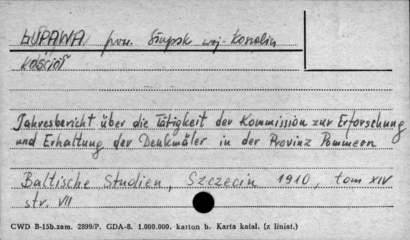 ŁUPAWA pow. Słupsk woj. Koszalin
Kościół
Jahresbericht über die Tätigkeit der Kommission zur Erforschung
und Erhaltung der Denkmäler in der Provinz Pommern
Baltische Studien, Szczecin 1910, tom XIV
str. VII
CWD B-15b.zam. 2899/P. GDA-8. 1.000.000. karton b. Karta katal. (z liniat.)